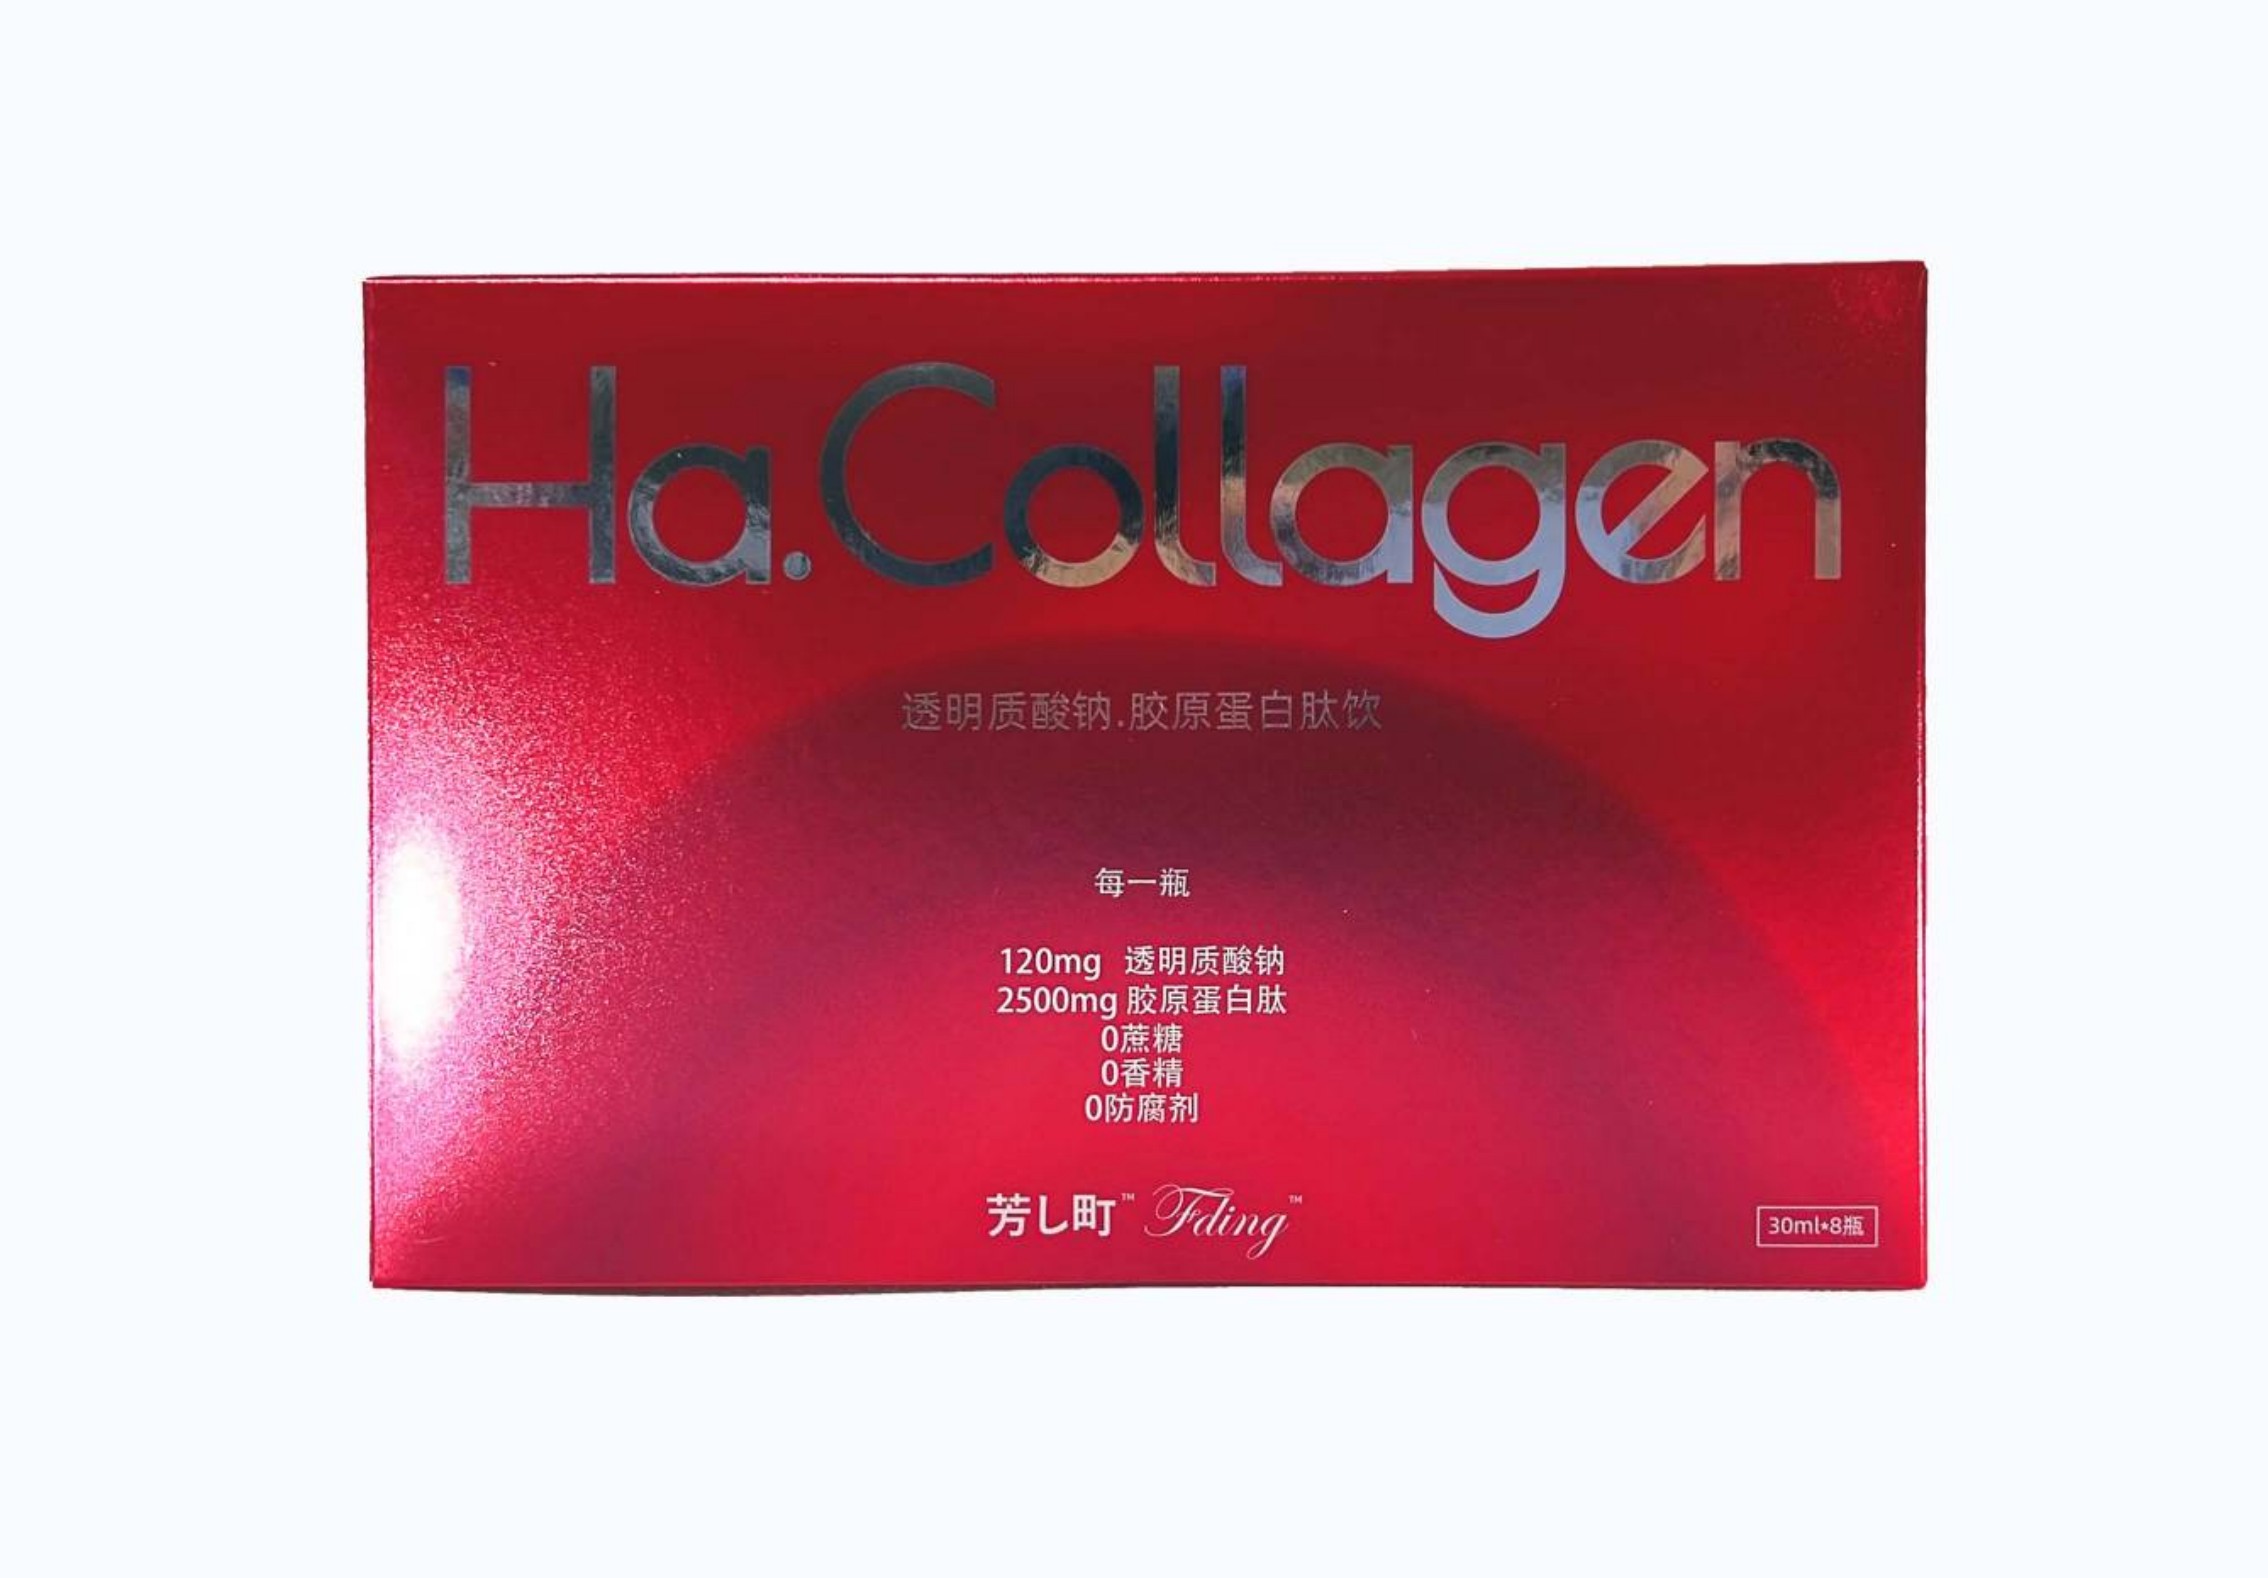 Ha.Collagen
透明质酸钠.胶原蛋白肽饮
每一瓶
120mg 透明质酸钠
2500mg 胶原蛋白肽
0蔗糖
0香精
0防腐剂
芳し町™ Fding™
30ml*8瓶